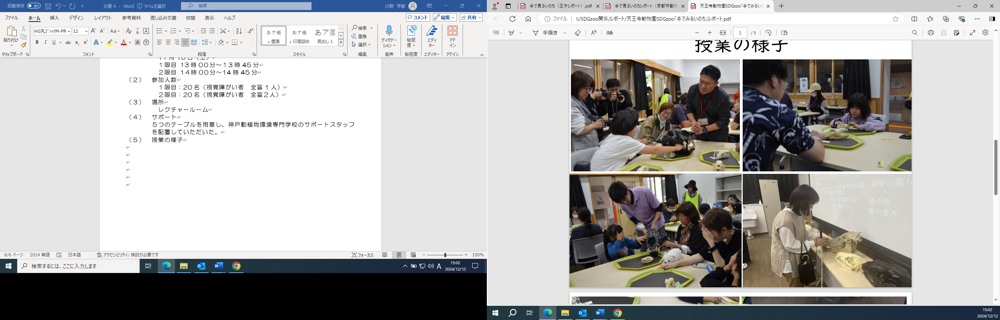 自動保存 オフ 文書 4 - Word ラベルを選択 検索 川野 学都
ファイル ホーム 挿入 デザイン レイアウト 参考資料 差し込み文書 校閲 表示 ヘルプ コメント 編集 共有
貼り付け
クリップボード
HG丸ｺﾞｼｯｸM-PR 12
フォント
段落
あア亜 標準
あア亜 行間詰め
あア亜 見出し 1
スタイル
検索
置換
選択
編集
ディクテーション
音声
秘密度
秘密度
エディター
エディター
アドイン
アドイン
１限目 13時00分～13時45分
２限目 14時00分～14時45分
（２） 参加人数
１限目：20名（視覚障がい者 全盲１人）
２限目：20名（視覚障がい者 全盲２人）
（３） 場所
レクチャールーム
（４） サポート
５つのテーブルを用意し、神戸動植物環境専門学校のサポートスタッフ
を配置していただいた。
（５） 授業の様子
6/6 ページ 2014 単語 日本語 アクセシビリティ: 検討が必要です フォーカス 100%
検索するには、ここに入力します
A 15:02
2024/12/12
手で見るいのち（王子レポート）.pdf
手で見るいのちレポート（京都市動物
天王寺動物園SDGzoo「手でみるいの
ファイル I:/SDGzoo関係/レポート/天王寺動物園SDGzoo「手でみるいのち」レポート.pdf
手描き aあ 3 / 5
授業の様子
目の後ろの空間、頬骨の張り
歯の形
骨の重さ
15:02
2024/12/12